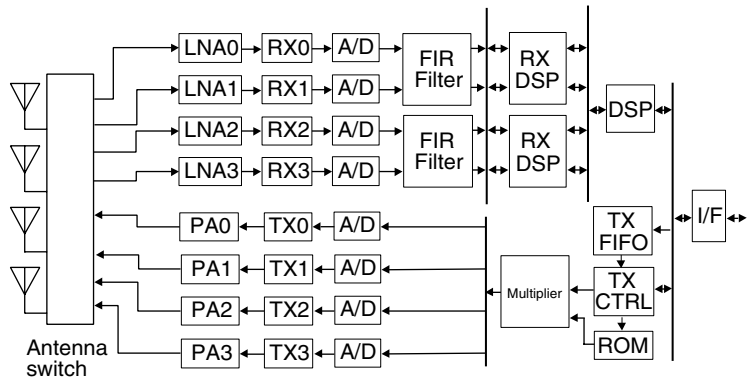 LNA0 RX0 A/D
LNA1 RX1 A/D
FIR
Filter
RX
DSP
LNA2 RX2 A/D
LNA3 RX3 A/D
FIR
Filter
RX
DSP
DSP
I/F
PA0 TX0 A/D
PA1 TX1 A/D
PA2 TX2 A/D
PA3 TX3 A/D
Multiplier
TX
FIFO
TX
CTRL
ROM
Antenna
switch